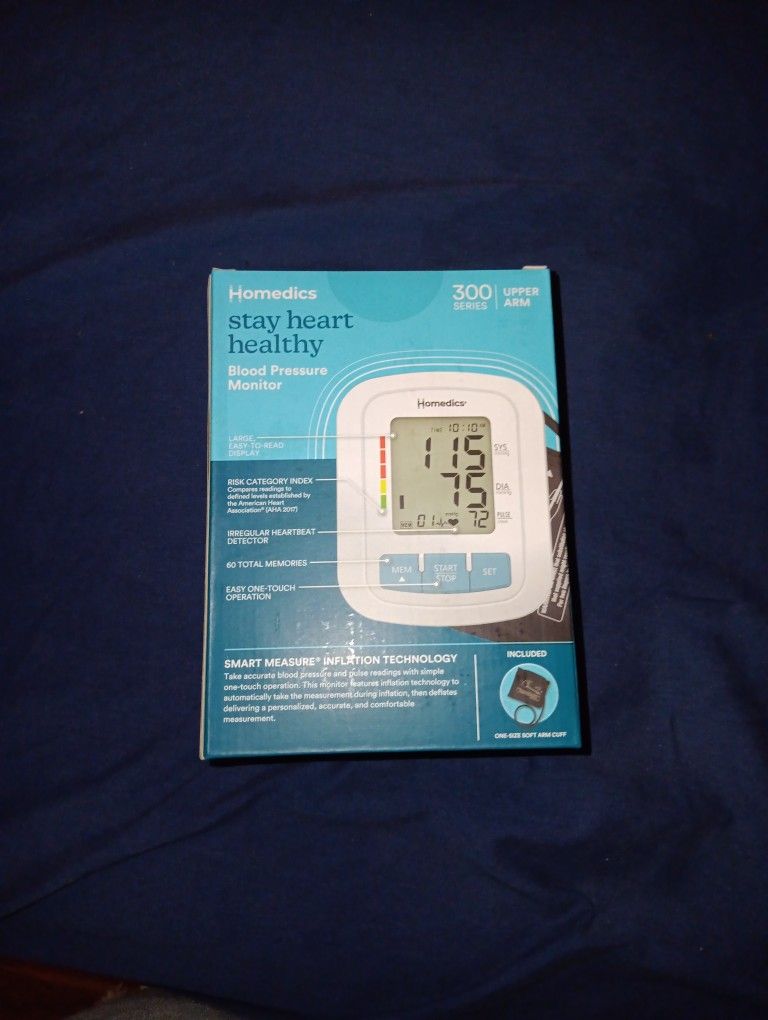 Homedics
300 SERIES | UPPER ARM
stay heart
healthy
Blood Pressure
Monitor
Homedics
LARGE,
EASY-TO-READ
DISPLAY
TIME 10:10
115
SYS
75
DIA
MEM 01 72
PULSE
RISK CATEGORY INDEX
Compares readings to
defined levels established by
the American Heart
Association® (AHA 2017)
IRREGULAR HEARTBEAT
DETECTOR
60 TOTAL MEMORIES
EASY ONE-TOUCH
OPERATION
MEM
START
STOP
SET
SMART MEASURE® INFLATION TECHNOLOGY
Take accurate blood pressure and pulse readings with simple
one-touch operation. This monitor features inflation technology to
automatically take the measurement during inflation, then deflates
delivering a personalized, accurate, and comfortable
measurement.
INCLUDED
ONE-SIZE SOFT ARM CUFF